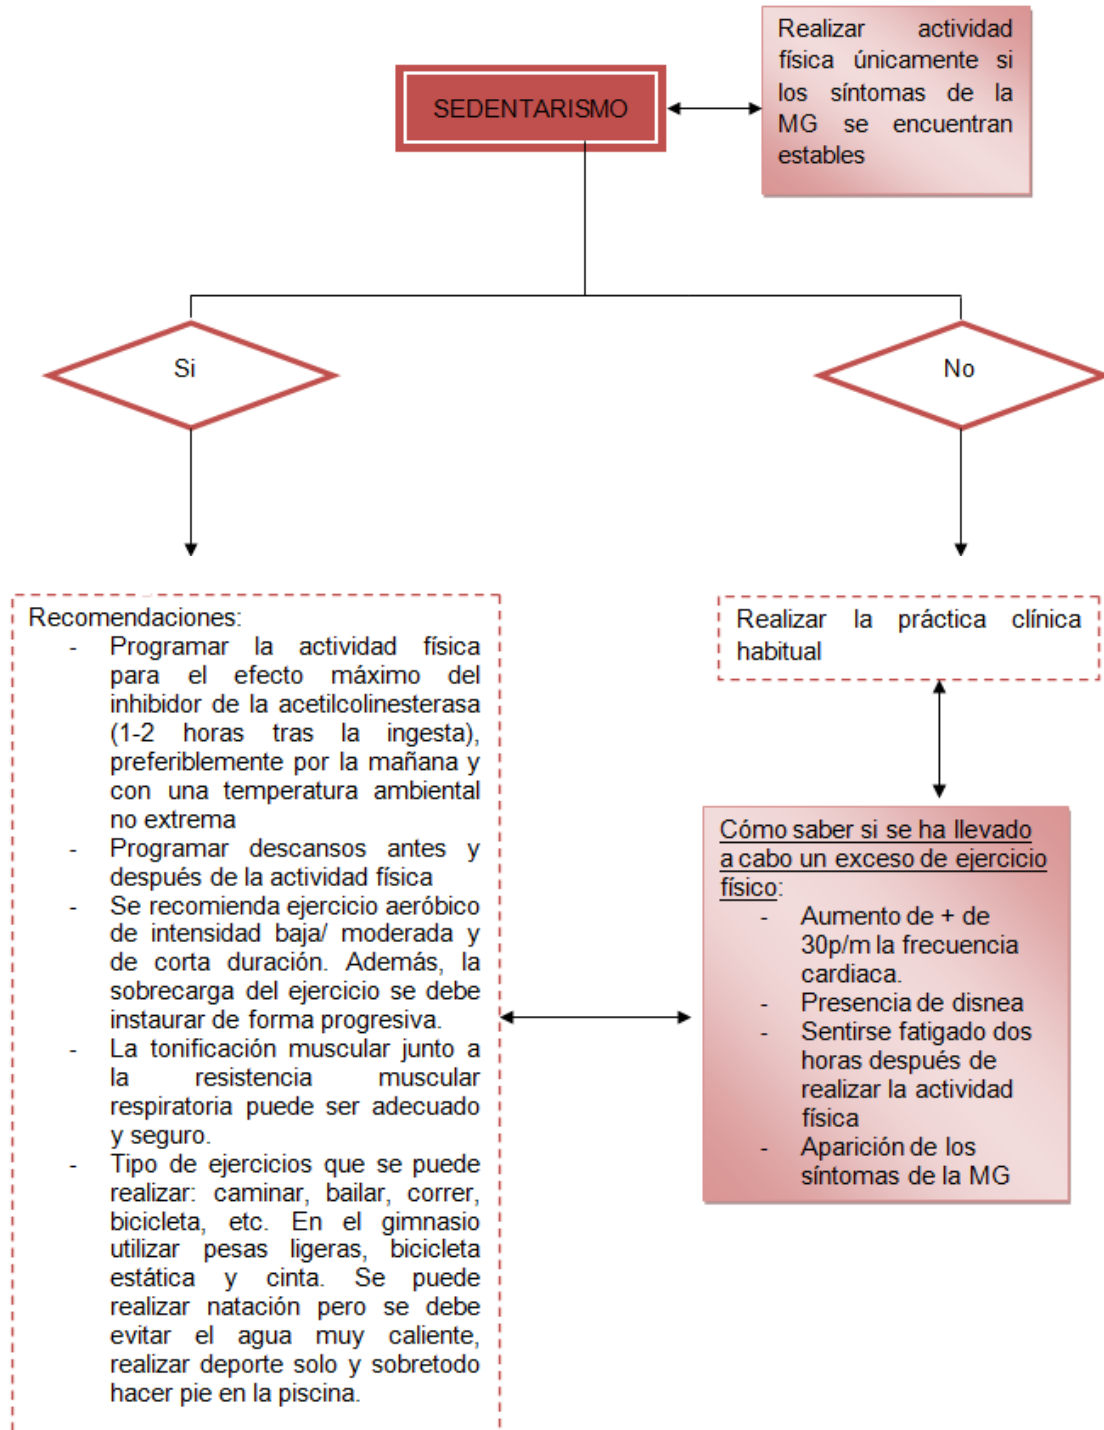 Realizar actividad
física únicamente si
los síntomas de la
MG se encuentran
estables
SEDENTARISMO
Si
No
Recomendaciones:
- Programar la actividad física
para el efecto máximo del
inhibidor de la acetilcolinesterasa
(1-2 horas tras la ingesta),
preferiblemente por la mañana y
con una temperatura ambiental
no extrema
- Programar descansos antes y
después de la actividad física
- Se recomienda ejercicio aeróbico
de intensidad baja/ moderada y
de corta duración. Además, la
sobrecarga del ejercicio se debe
instaurar de forma progresiva.
- La tonificación muscular junto a
la resistencia muscular
respiratoria puede ser adecuado
y seguro.
- Tipo de ejercicios que se puede
realizar: caminar, bailar, correr,
bicicleta, etc. En el gimnasio
utilizar pesas ligeras, bicicleta
estática y cinta. Se puede
realizar natación pero se debe
evitar el agua muy caliente,
realizar deporte solo y sobretodo
hacer pie en la piscina.
Realizar la práctica clínica
habitual
Cómo saber si se ha llevado
a cabo un exceso de ejercicio
físico:
- Aumento de + de
30p/m la frecuencia
cardiaca.
- Presencia de disnea
- Sentirse fatigado dos
horas después de
realizar la actividad
física
- Aparición de los
síntomas de la MG